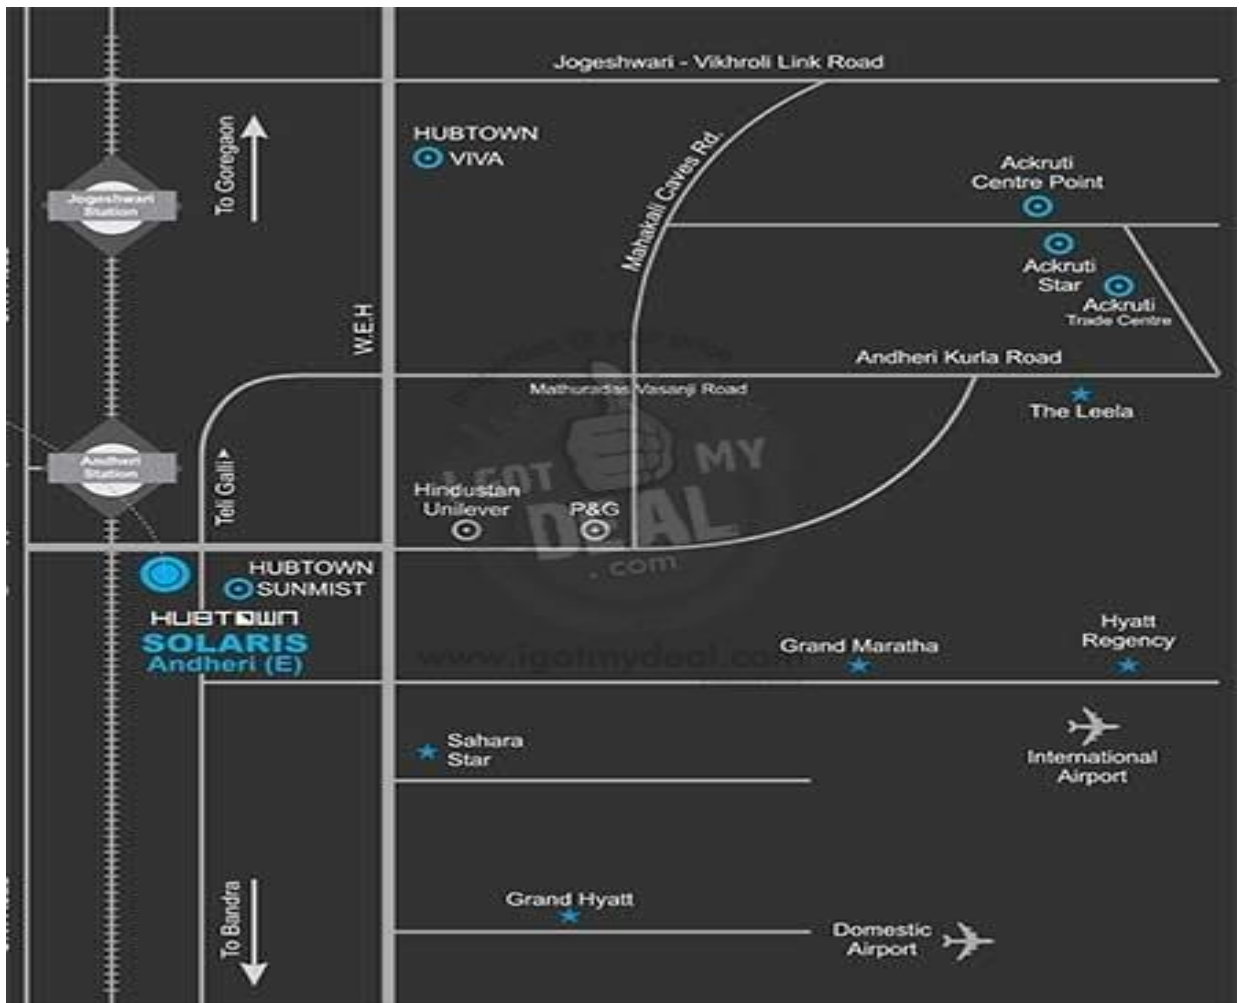 Jogeshwari - Vikhroli Link Road
To Goregaon
HUBTOWN
VIVA
Mahakali Caves Rd.
Ackruti
Centre Point
Jogeshwari
Station
Ackruti
Star
Ackruti
Trade Centre
W.E.H
Andheri Kurla Road
Mathuradas Vasanji Road
The Leela
Andheri
Station
Teli Galli
I GOT MY
DEAL
.com
Hindustan
Unilever
P&G
HUBTOWN
SUNMIST
HUBTOWN
SOLARIS
Andheri (E)
www.igotmydeal.com
Grand Maratha
Hyatt
Regency
Sahara
Star
International
Airport
To Bandra
Grand Hyatt
Domestic
Airport